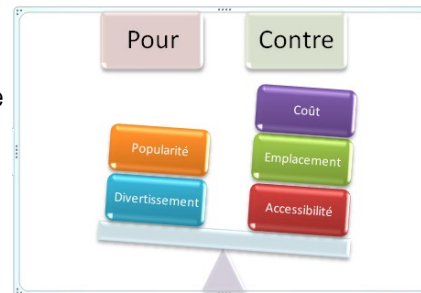 Pour
Contre
e
Coût
Popularité
Emplacement
Divertissement
Accessibilité